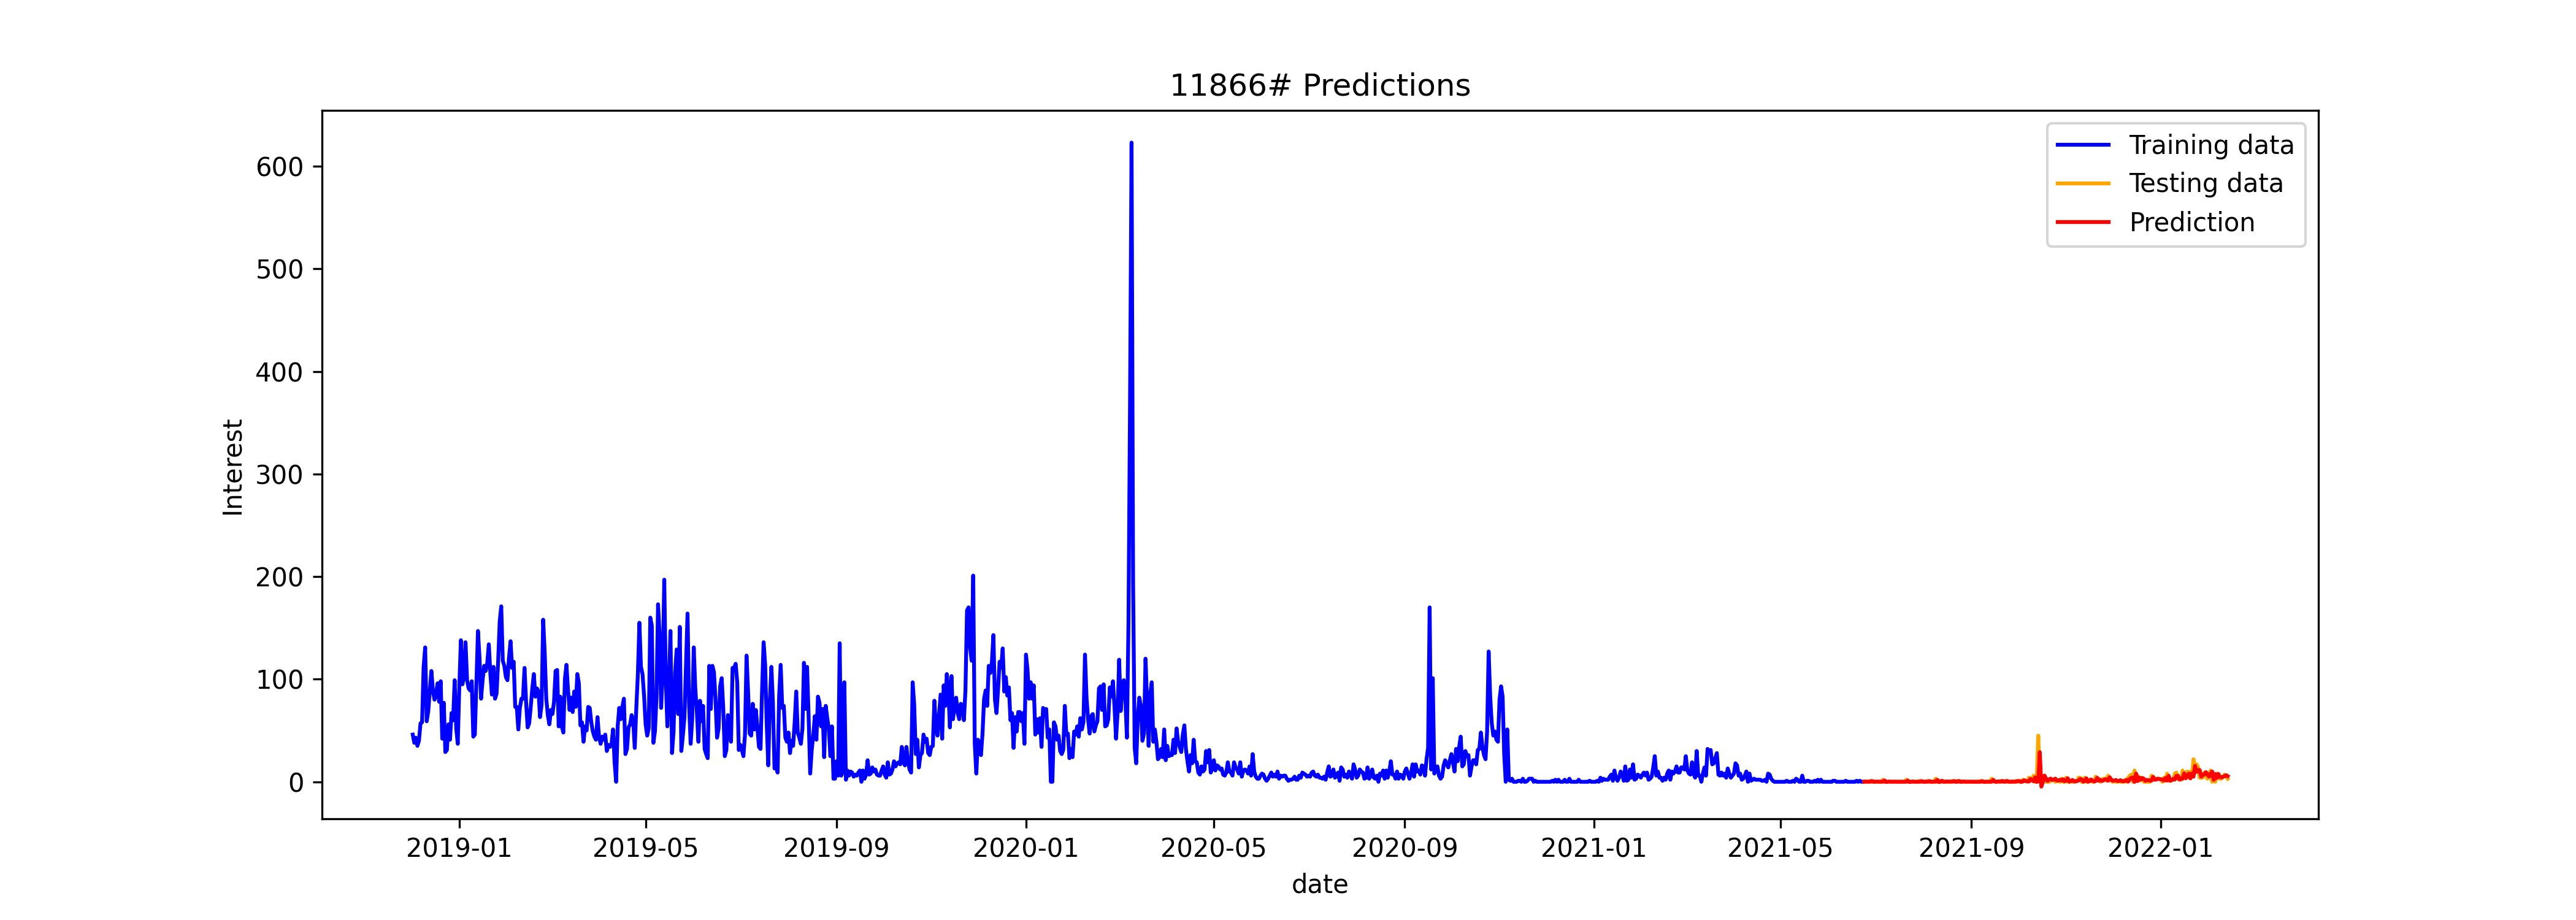 11866# Predictions
Training data
Testing data
Prediction
600
500
400
300
200
100
0
Interest
2019-01
2019-05
2019-09
2020-01
2020-05
2020-09
2021-01
2021-05
2021-09
2022-01
date